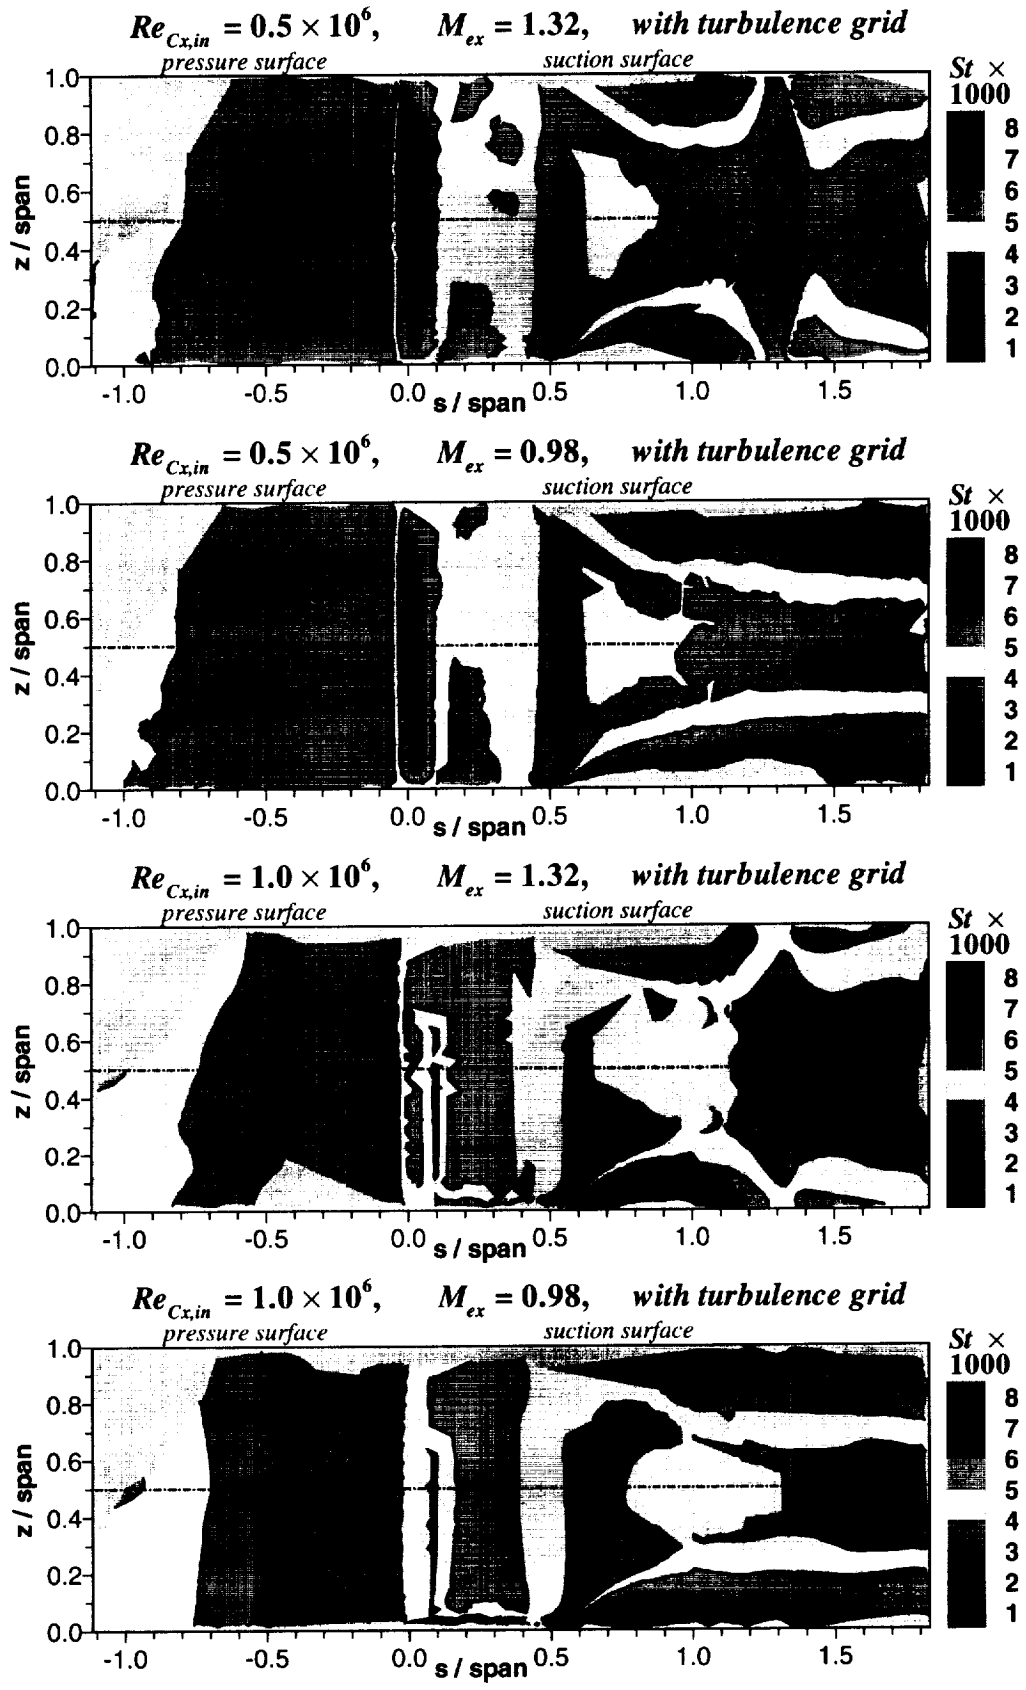 Re_{Cx,in} = 0.5 × 10^6, M_{ex} = 1.32, with turbulence grid
pressure surface suction surface
St × 1000
1.0
0.8
0.6
0.4
0.2
0.0
z / span
8
7
6
5
4
3
2
1
-1.0 -0.5 0.0 0.5 1.0 1.5
s / span
Re_{Cx,in} = 0.5 × 10^6, M_{ex} = 0.98, with turbulence grid
pressure surface suction surface
St × 1000
1.0
0.8
0.6
0.4
0.2
0.0
z / span
8
7
6
5
4
3
2
1
-1.0 -0.5 0.0 0.5 1.0 1.5
s / span
Re_{Cx,in} = 1.0 × 10^6, M_{ex} = 1.32, with turbulence grid
pressure surface suction surface
St × 1000
1.0
0.8
0.6
0.4
0.2
0.0
z / span
8
7
6
5
4
3
2
1
-1.0 -0.5 0.0 0.5 1.0 1.5
s / span
Re_{Cx,in} = 1.0 × 10^6, M_{ex} = 0.98, with turbulence grid
pressure surface suction surface
St × 1000
1.0
0.8
0.6
0.4
0.2
0.0
z / span
8
7
6
5
4
3
2
1
-1.0 -0.5 0.0 0.5 1.0 1.5
s / span